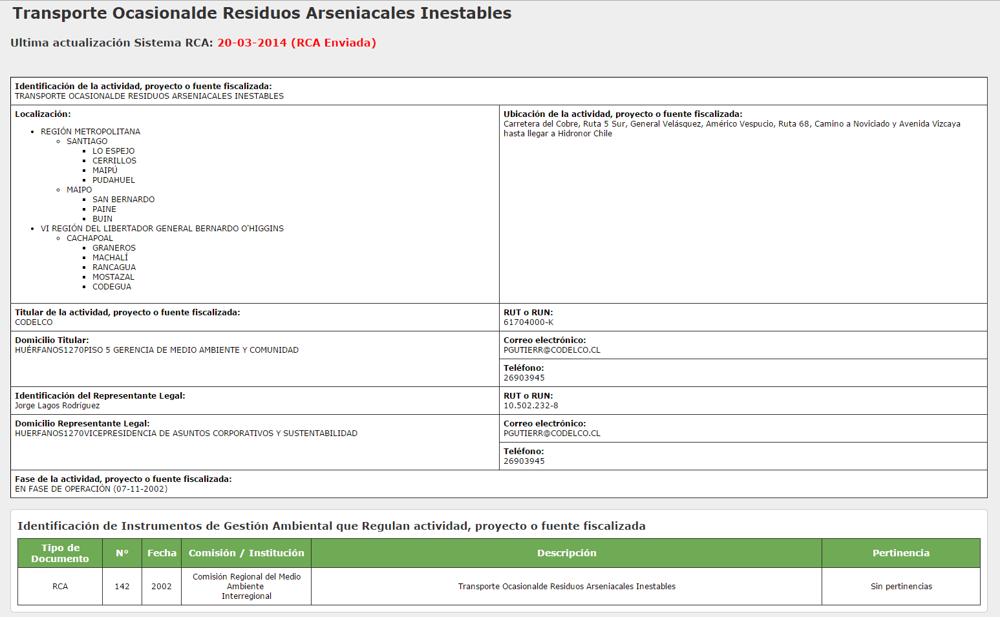 Transporte Ocasionalde Residuos Arseniacales Inestables
Ultima actualización Sistema RCA: 20-03-2014 (RCA Enviada)
Identificación de la actividad, proyecto o fuente fiscalizada:
TRANSPORTE OCASIONALDE RESIDUOS ARSENIACALES INESTABLES
Localización:
REGIÓN METROPOLITANA
SANTIAGO
LO ESPEJO
CERRILLOS
MAIPÚ
PUDAHUEL
MAIPO
SAN BERNARDO
PAINE
BUIN
VI REGIÓN DEL LIBERTADOR GENERAL BERNARDO O'HIGGINS
CACHAPOAL
GRANEROS
MACHALÍ
RANCAGUA
MOSTAZAL
CODEGUA
Ubicación de la actividad, proyecto o fuente fiscalizada:
Carretera del Cobre, Ruta 5 Sur, General Velásquez, Américo Vespucio, Ruta 68, Camino a Noviciado y Avenida Vizcaya
hasta llegar a Hidronor Chile
Titular de la actividad, proyecto o fuente fiscalizada:
CODELCO
RUT o RUN:
61704000-K
Domicilio Titular:
HUÉRFANOS1270PISO 5 GERENCIA DE MEDIO AMBIENTE Y COMUNIDAD
Correo electrónico:
PGUTIERR@CODELCO.CL
Teléfono:
26903945
Identificación del Representante Legal:
Jorge Lagos Rodríguez
RUT o RUN:
10.502.232-8
Domicilio Representante Legal:
HUERFANOS1270VICEPRESIDENCIA DE ASUNTOS CORPORATIVOS Y SUSTENTABILIDAD
Correo electrónico:
PGUTIERR@CODELCO.CL
Teléfono:
26903945
Fase de la actividad, proyecto o fuente fiscalizada:
EN FASE DE OPERACIÓN (07-11-2002)
Identificación de Instrumentos de Gestión Ambiental que Regulan actividad, proyecto o fuente fiscalizada
Tipo de
Documento
Nº
Fecha
Comisión / Institución
Descripción
Pertinencia
RCA
142
2002
Comisión Regional del Medio
Ambiente
Interregional
Transporte Ocasionalde Residuos Arseniacales Inestables
Sin pertinencias